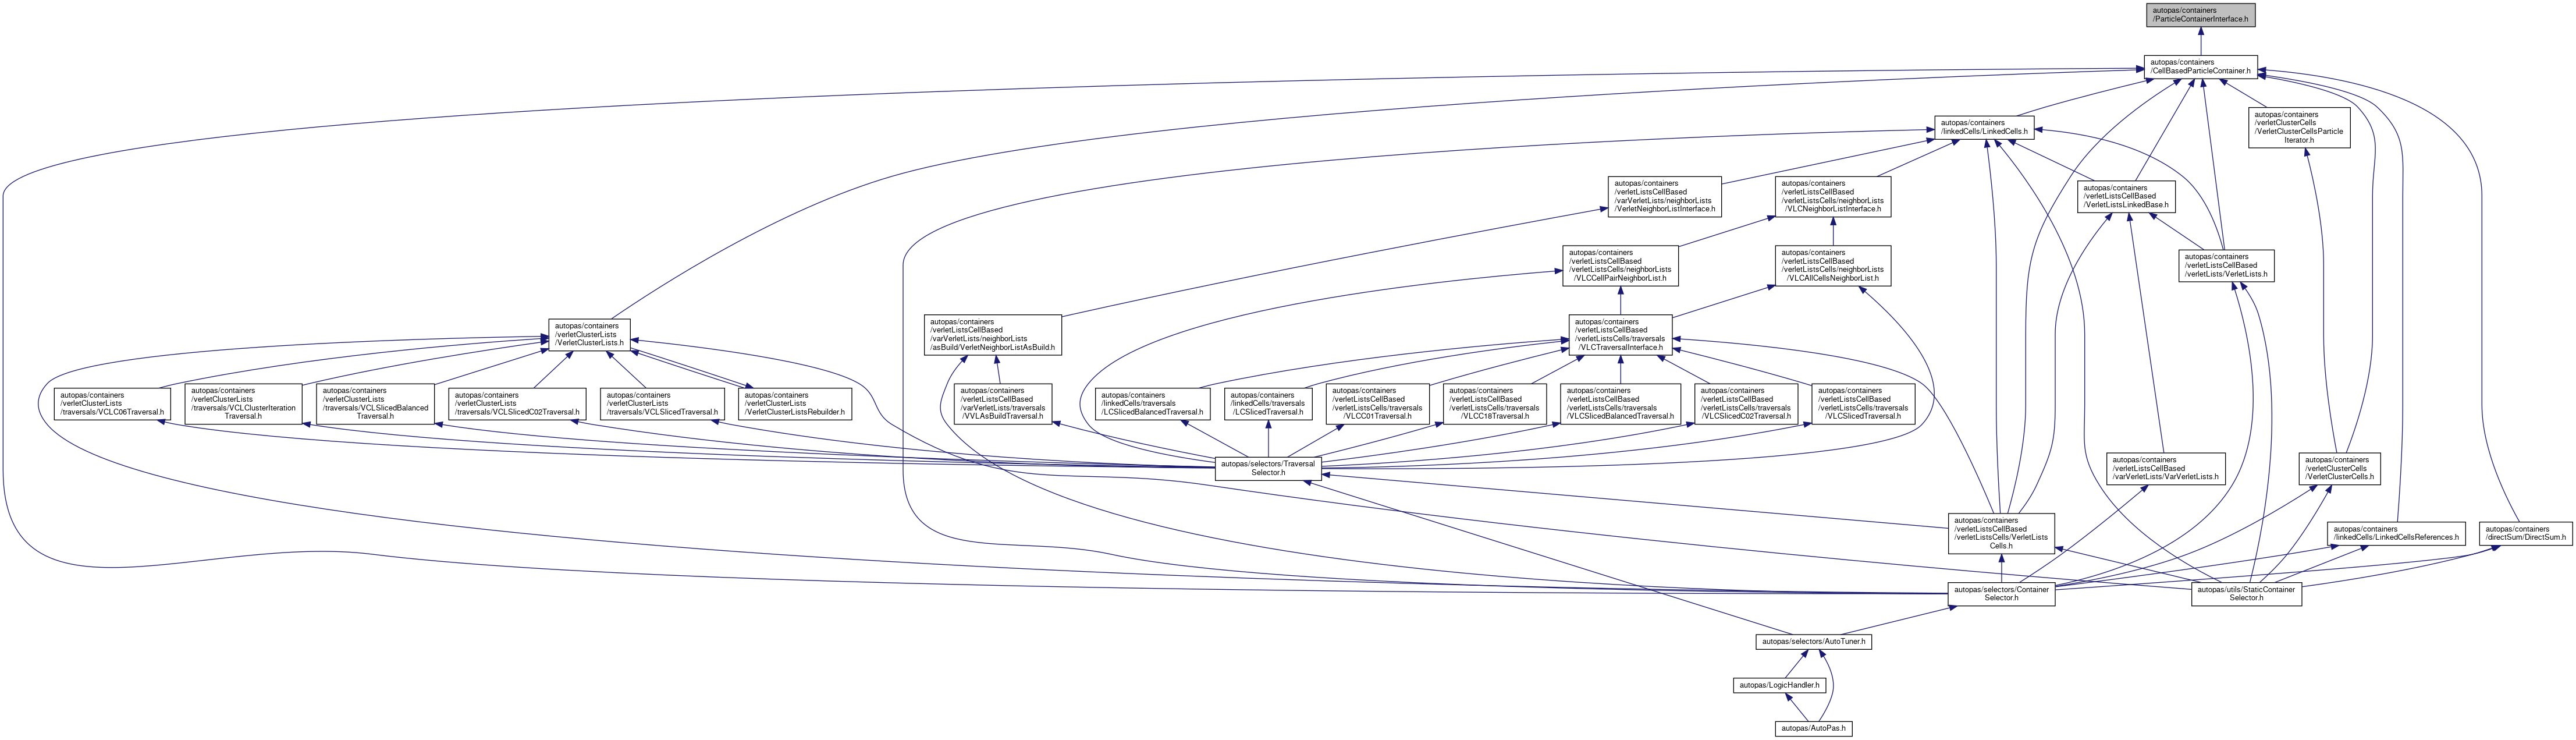 autopas/containers
/ParticleContainerInterface.h
autopas/containers
/CellBasedParticleContainer.h
autopas/containers
/linkedCells/LinkedCells.h
autopas/containers
/verletClusterCells
/VerletClusterCellsParticle
Iterator.h
autopas/containers
/verletListsCellBased
/varVerletLists/neighborLists
/VerletNeighborListInterface.h
autopas/containers
/verletListsCellBased
/verletListsCells/neighborLists
/VLCNeighborListInterface.h
autopas/containers
/verletListsCellBased
/VerletListsLinkedBase.h
autopas/containers
/verletListsCellBased
/verletListsCells/neighborLists
/VLCCellPairNeighborList.h
autopas/containers
/verletListsCellBased
/verletListsCells/neighborLists
/VLCAllCellsNeighborList.h
autopas/containers
/verletListsCellBased
/verletLists/VerletLists.h
autopas/containers
/verletClusterLists
/VerletClusterLists.h
autopas/containers
/verletListsCellBased
/varVerletLists/neighborLists
/asBuild/VerletNeighborListAsBuild.h
autopas/containers
/verletListsCellBased
/verletListsCells/traversals
/VLCTraversalInterface.h
autopas/containers
/verletClusterLists
/traversals/VCLC06Traversal.h
autopas/containers
/verletClusterLists
/traversals/VCLClusterIteration
Traversal.h
autopas/containers
/verletClusterLists
/traversals/VCLSlicedBalanced
Traversal.h
autopas/containers
/verletClusterLists
/traversals/VCLSlicedC02Traversal.h
autopas/containers
/verletClusterLists
/traversals/VCLSlicedTraversal.h
autopas/containers
/verletClusterLists
/VerletClusterListsRebuilder.h
autopas/containers
/verletListsCellBased
/varVerletLists/traversals
/VVLAsBuildTraversal.h
autopas/containers
/linkedCells/traversals
/LCSlicedBalancedTraversal.h
autopas/containers
/linkedCells/traversals
/LCSlicedTraversal.h
autopas/containers
/verletListsCellBased
/verletListsCells/traversals
/VLCC01Traversal.h
autopas/containers
/verletListsCellBased
/verletListsCells/traversals
/VLCC18Traversal.h
autopas/containers
/verletListsCellBased
/verletListsCells/traversals
/VLCSlicedBalancedTraversal.h
autopas/containers
/verletListsCellBased
/verletListsCells/traversals
/VLCSlicedC02Traversal.h
autopas/containers
/verletListsCellBased
/verletListsCells/traversals
/VLCSlicedTraversal.h
autopas/selectors/Traversal
Selector.h
autopas/containers
/verletListsCellBased
/varVerletLists/VarVerletLists.h
autopas/containers
/verletClusterCells
/VerletClusterCells.h
autopas/containers
/verletListsCellBased
/verletListsCells/VerletLists
Cells.h
autopas/containers
/linkedCells/LinkedCellsReferences.h
autopas/containers
/directSum/DirectSum.h
autopas/selectors/Container
Selector.h
autopas/utils/StaticContainer
Selector.h
autopas/selectors/AutoTuner.h
autopas/LogicHandler.h
autopas/AutoPas.h